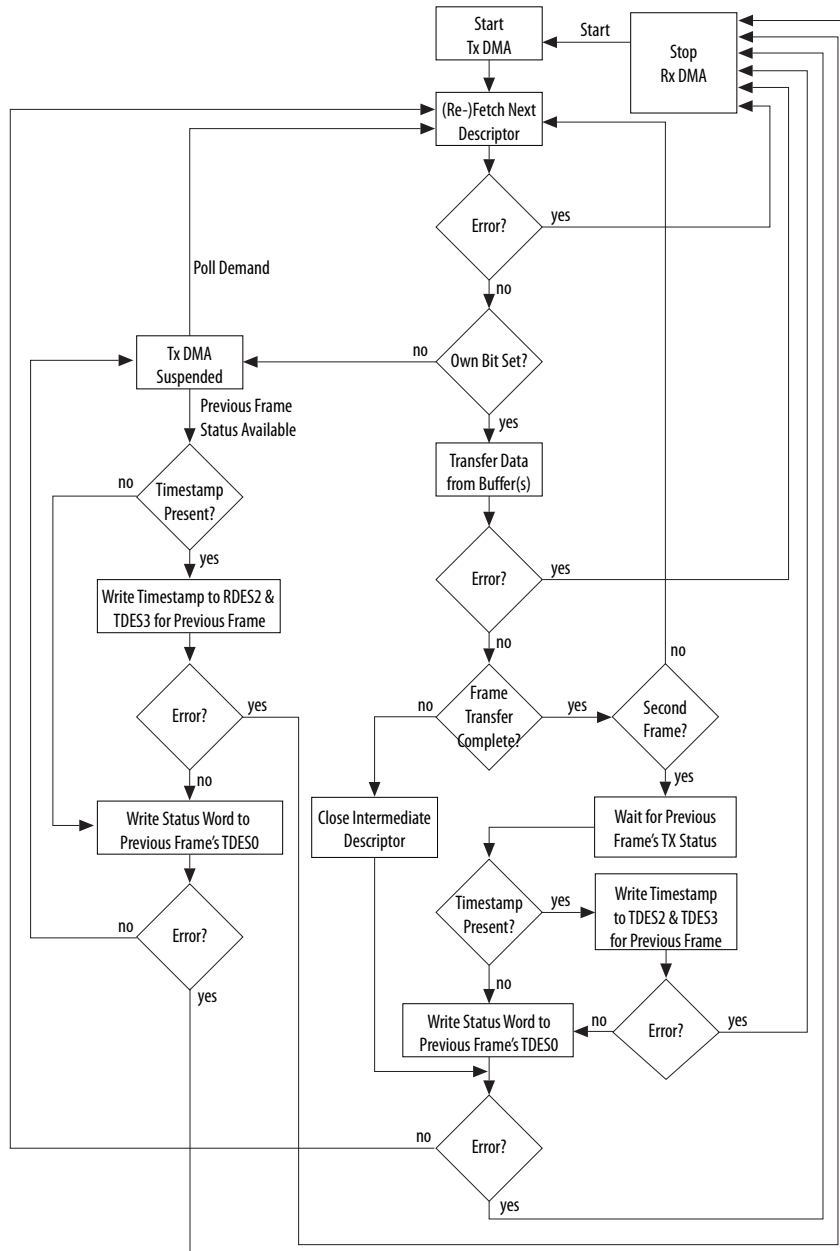 Start
Tx DMA
Start
Stop
Rx DMA
(Re-)Fetch Next
Descriptor
Error?
yes
Poll Demand
no
Tx DMA
Suspended
no
Own Bit Set?
Previous Frame
Status Available
yes
Transfer Data
from Buffer(s)
no
Timestamp
Present?
yes
Error?
yes
Write Timestamp to RDES2 &
TDES3 for Previous Frame
no
no
Error?
yes
no
Frame
Transfer
Complete?
yes
Second
Frame?
no
yes
Write Status Word to
Previous Frame's TDES0
Close Intermediate
Descriptor
Wait for Previous
Frame's TX Status
no
Error?
yes
Timestamp
Present?
yes
Write Timestamp
to TDES2 & TDES3
for Previous Frame
no
Write Status Word to
Previous Frame's TDES0
no
Error?
yes
no
Error?
yes